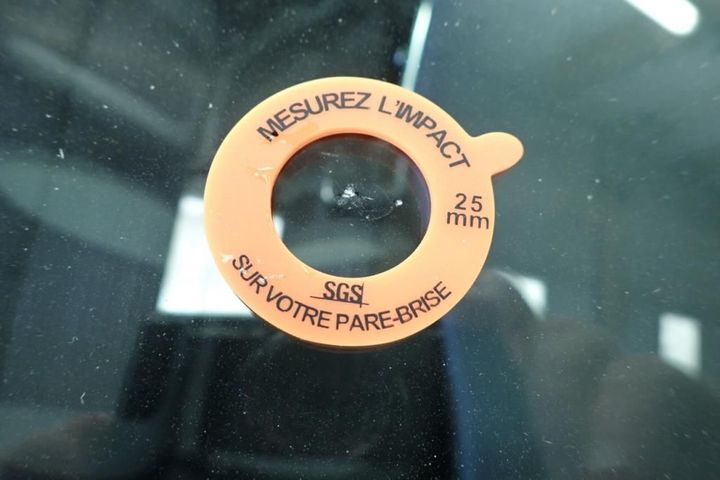 MESUREZ L'IMPACT
25
mm
SGS
SUR VOTRE PARE-BRISE